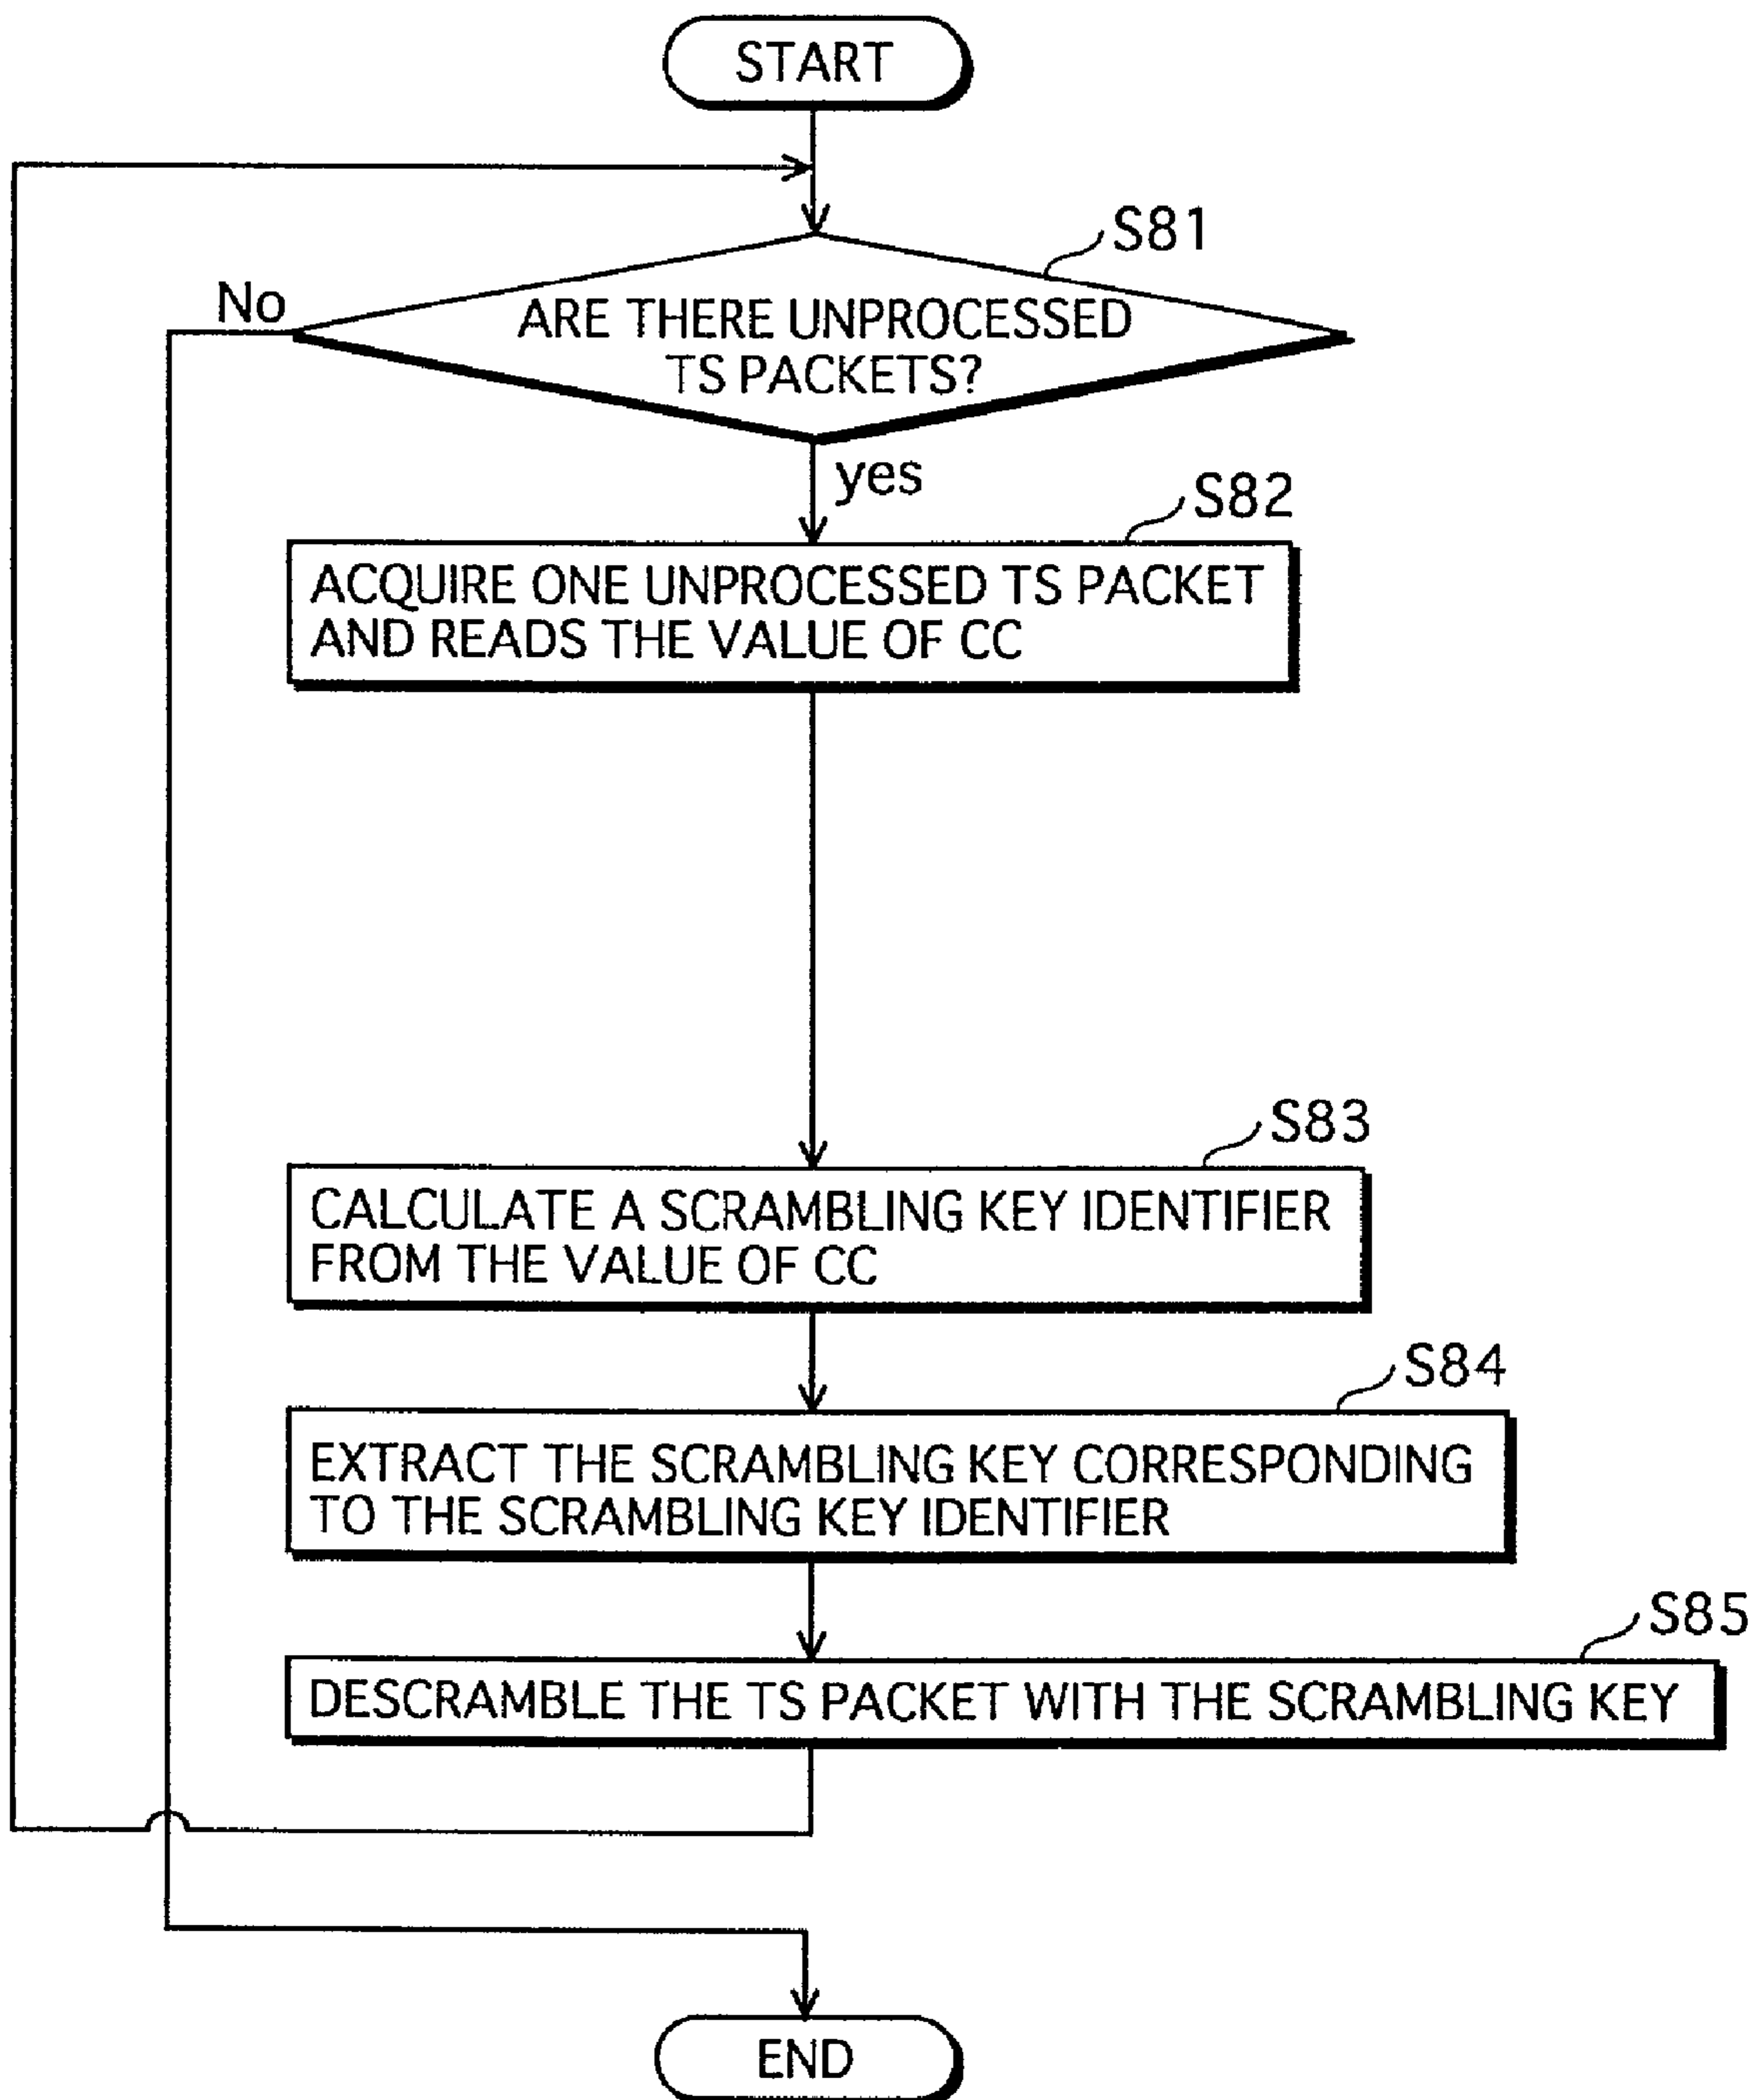 START
S81
No
ARE THERE UNPROCESSED
TS PACKETS?
yes
S82
ACQUIRE ONE UNPROCESSED TS PACKET
AND READS THE VALUE OF CC
S83
CALCULATE A SCRAMBLING KEY IDENTIFIER
FROM THE VALUE OF CC
S84
EXTRACT THE SCRAMBLING KEY CORRESPONDING
TO THE SCRAMBLING KEY IDENTIFIER
S85
DESCRAMBLE THE TS PACKET WITH THE SCRAMBLING KEY
END